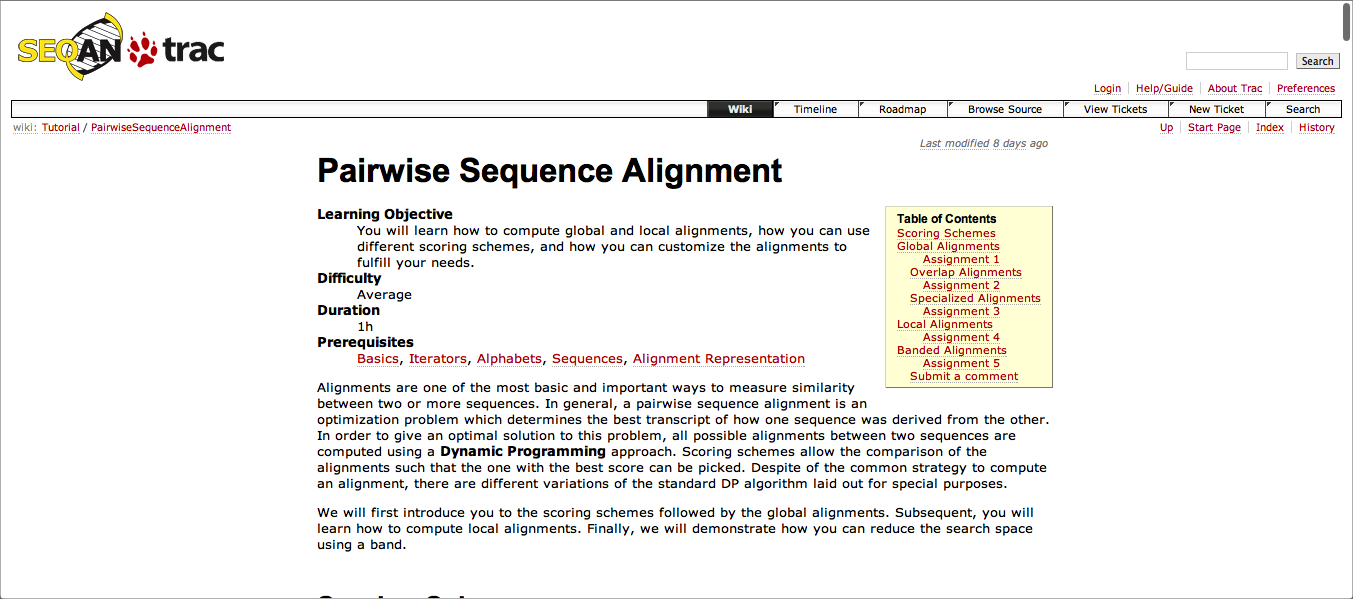 SEQAN trac
Search
Login Help/Guide About Trac Preferences
Wiki Timeline Roadmap Browse Source View Tickets New Ticket Search
wiki: Tutorial / PairwiseSequenceAlignment
Up Start Page Index History
Last modified 8 days ago
Pairwise Sequence Alignment
Learning Objective
You will learn how to compute global and local alignments, how you can use
different scoring schemes, and how you can customize the alignments to
fulfill your needs.
Difficulty
Average
Duration
1h
Prerequisites
Basics, Iterators, Alphabets, Sequences, Alignment Representation
Table of Contents
Scoring Schemes
Global Alignments
Assignment 1
Overlap Alignments
Assignment 2
Specialized Alignments
Assignment 3
Local Alignments
Assignment 4
Banded Alignments
Assignment 5
Submit a comment
Alignments are one of the most basic and important ways to measure similarity
between two or more sequences. In general, a pairwise sequence alignment is an
optimization problem which determines the best transcript of how one sequence was derived from the other.
In order to give an optimal solution to this problem, all possible alignments between two sequences are
computed using a Dynamic Programming approach. Scoring schemes allow the comparison of the
alignments such that the one with the best score can be picked. Despite of the common strategy to compute
an alignment, there are different variations of the standard DP algorithm laid out for special purposes.
We will first introduce you to the scoring schemes followed by the global alignments. Subsequent, you will
learn how to compute local alignments. Finally, we will demonstrate how you can reduce the search space
using a band.